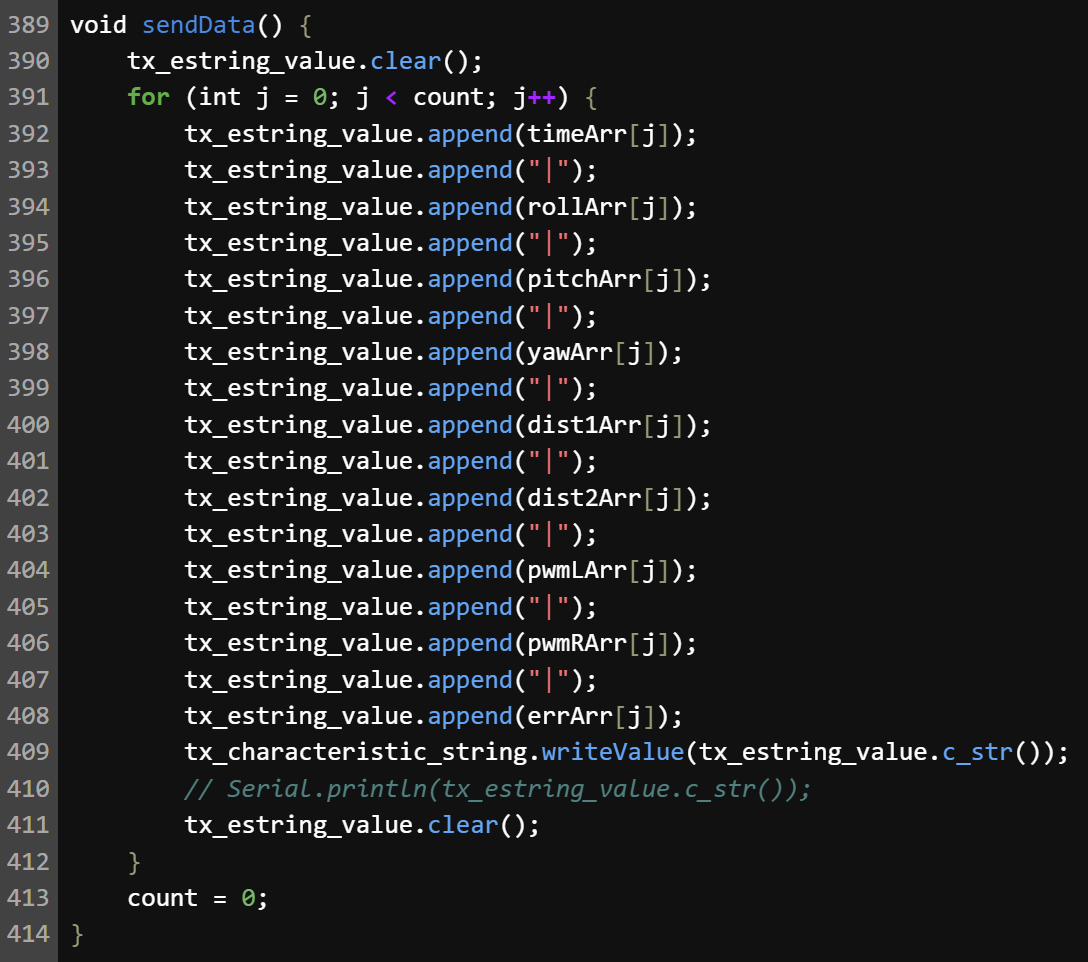 389 void sendData() {
390     tx_estring_value.clear();
391     for (int j = 0; j < count; j++) {
392         tx_estring_value.append(timeArr[j]);
393         tx_estring_value.append("|");
394         tx_estring_value.append(rollArr[j]);
395         tx_estring_value.append("|");
396         tx_estring_value.append(pitchArr[j]);
397         tx_estring_value.append("|");
398         tx_estring_value.append(yawArr[j]);
399         tx_estring_value.append("|");
400         tx_estring_value.append(dist1Arr[j]);
401         tx_estring_value.append("|");
402         tx_estring_value.append(dist2Arr[j]);
403         tx_estring_value.append("|");
404         tx_estring_value.append(pwmLArr[j]);
405         tx_estring_value.append("|");
406         tx_estring_value.append(pwmRArr[j]);
407         tx_estring_value.append("|");
408         tx_estring_value.append(errArr[j]);
409         tx_characteristic_string.writeValue(tx_estring_value.c_str());
410         // Serial.println(tx_estring_value.c_str());
411         tx_estring_value.clear();
412     }
413     count = 0;
414 }